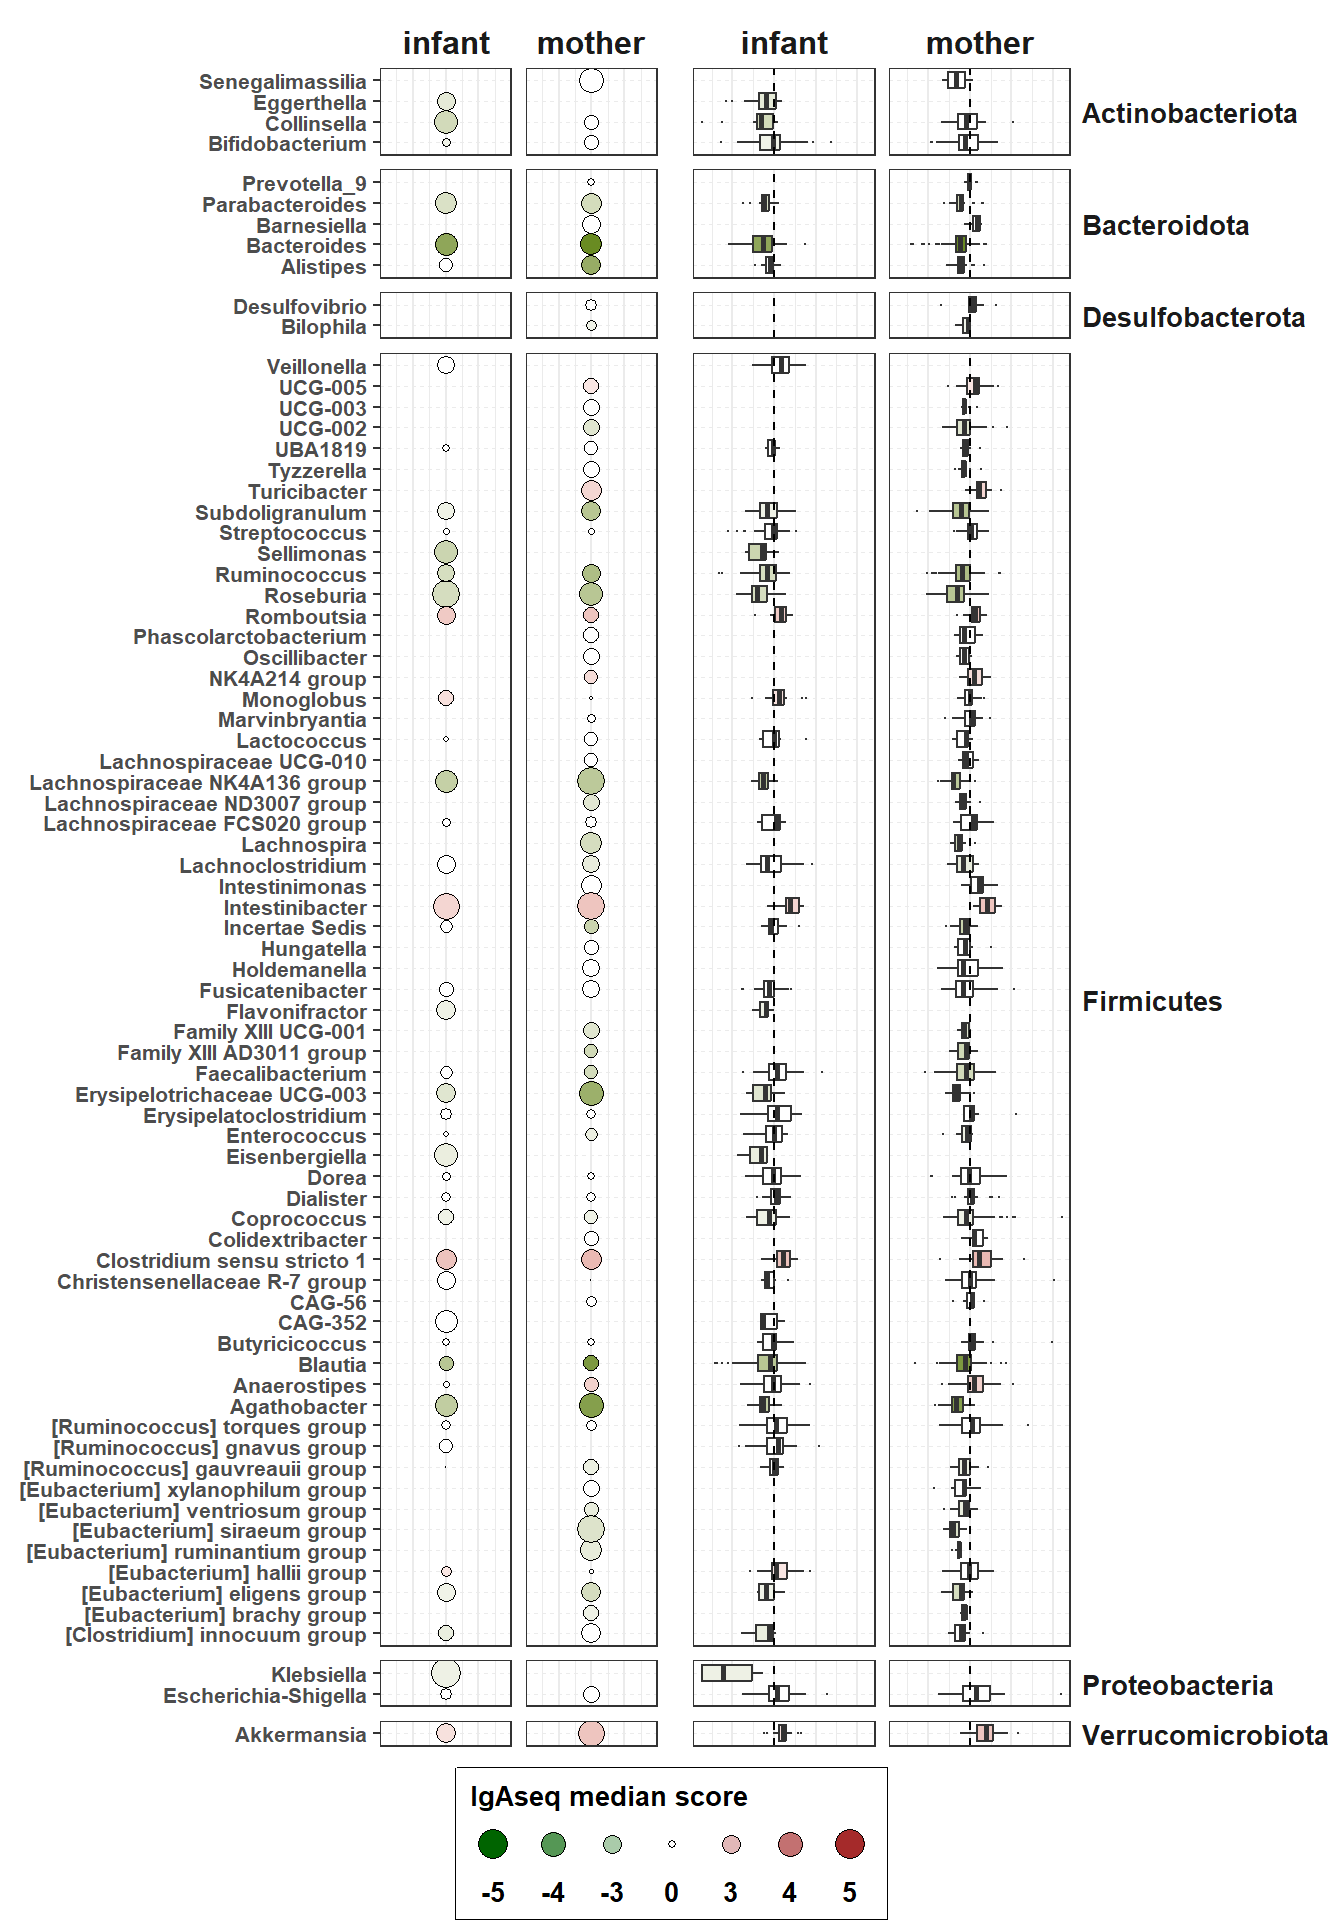 infant mother infant mother
Senegalimassilia
Eggerthella
Collinsella
Bifidobacterium
Actinobacteriota
Prevotella_9
Parabacteroides
Barnesiella
Bacteroides
Alistipes
Bacteroidota
Desulfovibrio
Bilophila
Desulfobacterota
Veillonella
UCG-005
UCG-003
UCG-002
UBA1819
Tyzzerella
Turicibacter
Subdoligranulum
Streptococcus
Sellimonas
Ruminococcus
Roseburia
Romboutsia
Phascolarctobacterium
Oscillibacter
NK4A214 group
Monoglobus
Marvinbryantia
Lactococcus
Lachnospiraceae UCG-010
Lachnospiraceae NK4A136 group
Lachnospiraceae ND3007 group
Lachnospiraceae FCS020 group
Lachnospira
Lachnoclostridium
Intestinimonas
Intestinibacter
Incertae Sedis
Hungatella
Holdemanella
Fusicatenibacter
Flavonifractor
Family XIII UCG-001
Family XIII AD3011 group
Faecalibacterium
Erysipelotrichaceae UCG-003
Erysipelatoclostridium
Enterococcus
Eisenbergiella
Dorea
Dialister
Coprococcus
Colidextribacter
Clostridium sensu stricto 1
Christensenellaceae R-7 group
CAG-56
CAG-352
Butyricicoccus
Blautia
Anaerostipes
Agathobacter
[Ruminococcus] torques group
[Ruminococcus] gnavus group
[Ruminococcus] gauvreauii group
[Eubacterium] xylanophilum group
[Eubacterium] ventriosum group
[Eubacterium] siraeum group
[Eubacterium] ruminantium group
[Eubacterium] hallii group
[Eubacterium] eligens group
[Eubacterium] brachy group
[Clostridium] innocuum group
Firmicutes
Klebsiella
Escherichia-Shigella
Proteobacteria
Akkermansia
Verrucomicrobiota
IgAseq median score
-5 -4 -3 0 3 4 5